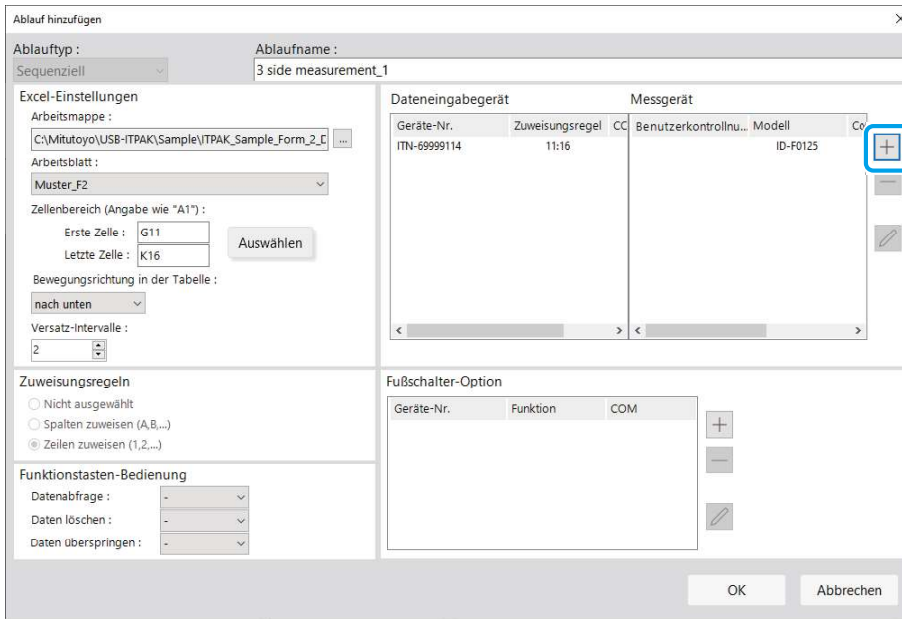 Ablauf hinzufügen
Ablauftyp :
Ablaufname :
Sequenziell
3 side measurement_1
Excel-Einstellungen
Arbeitsmappe :
C:\Mitutoyo\USB-ITPAK\Sample\ITPAK_Sample_Form_2_D
...
Arbeitsblatt :
Muster_F2
Zellenbereich (Angabe wie "A1") :
Erste Zelle : G11
Letzte Zelle : K16
Auswählen
Bewegungsrichtung in der Tabelle :
nach unten
Versatz-Intervalle :
2
Dateneingabegerät
Messgerät
Geräte-Nr. Zuweisungsregel CC Benutzerkontrollnu... Modell Co
ITN-69999114 11:16 ID-F0125
Zuweisungsregeln
Nicht ausgewählt
Spalten zuweisen (A,B,...)
Zeilen zuweisen (1,2,...)
Funktionstasten-Bedienung
Datenabfrage : -
Daten löschen : -
Daten überspringen : -
Fußschalter-Option
Geräte-Nr. Funktion COM
OK
Abbrechen